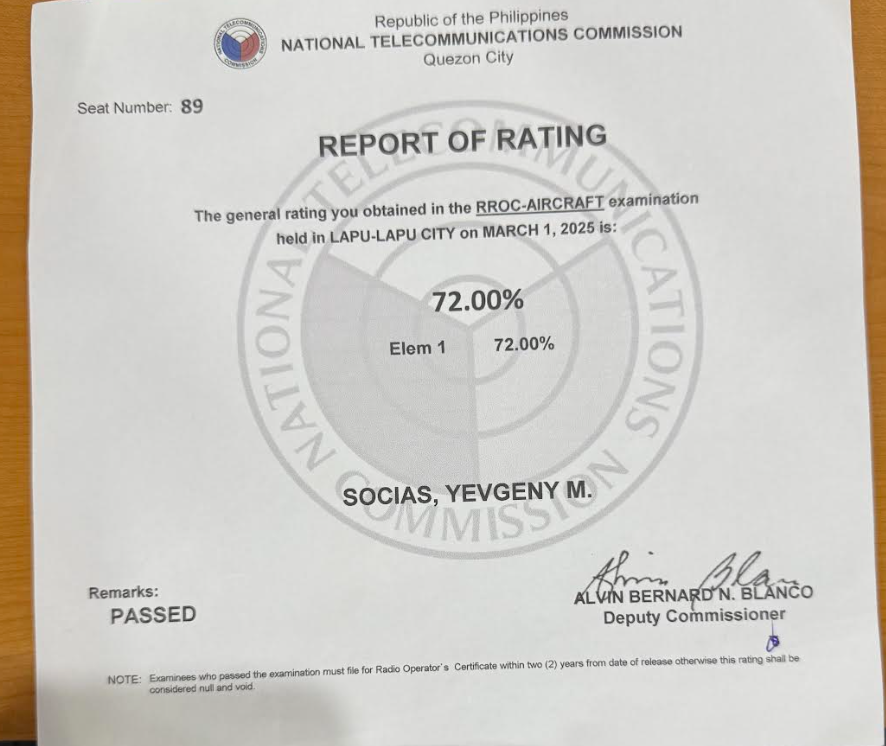 Republic of the Philippines
NATIONAL TELECOMMUNICATIONS COMMISSION
Quezon City
NATIONAL TELECOMMUNICATIONS COMMISSION
Seat Number: 89
REPORT OF RATING
The general rating you obtained in the RROC-AIRCRAFT examination
held in LAPU-LAPU CITY on MARCH 1, 2025 is:
72.00%
Elem 1 72.00%
SOCIAS, YEVGENY M.
NATIONAL TELECOMMUNICATIONS COMMISSION
Remarks:
PASSED
ALVIN BERNARD N. BLANCO
Deputy Commissioner
NOTE: Examinees who passed the examination must file for Radio Operator's Certificate within two (2) years from date of release otherwise this rating shall be
considered null and void.